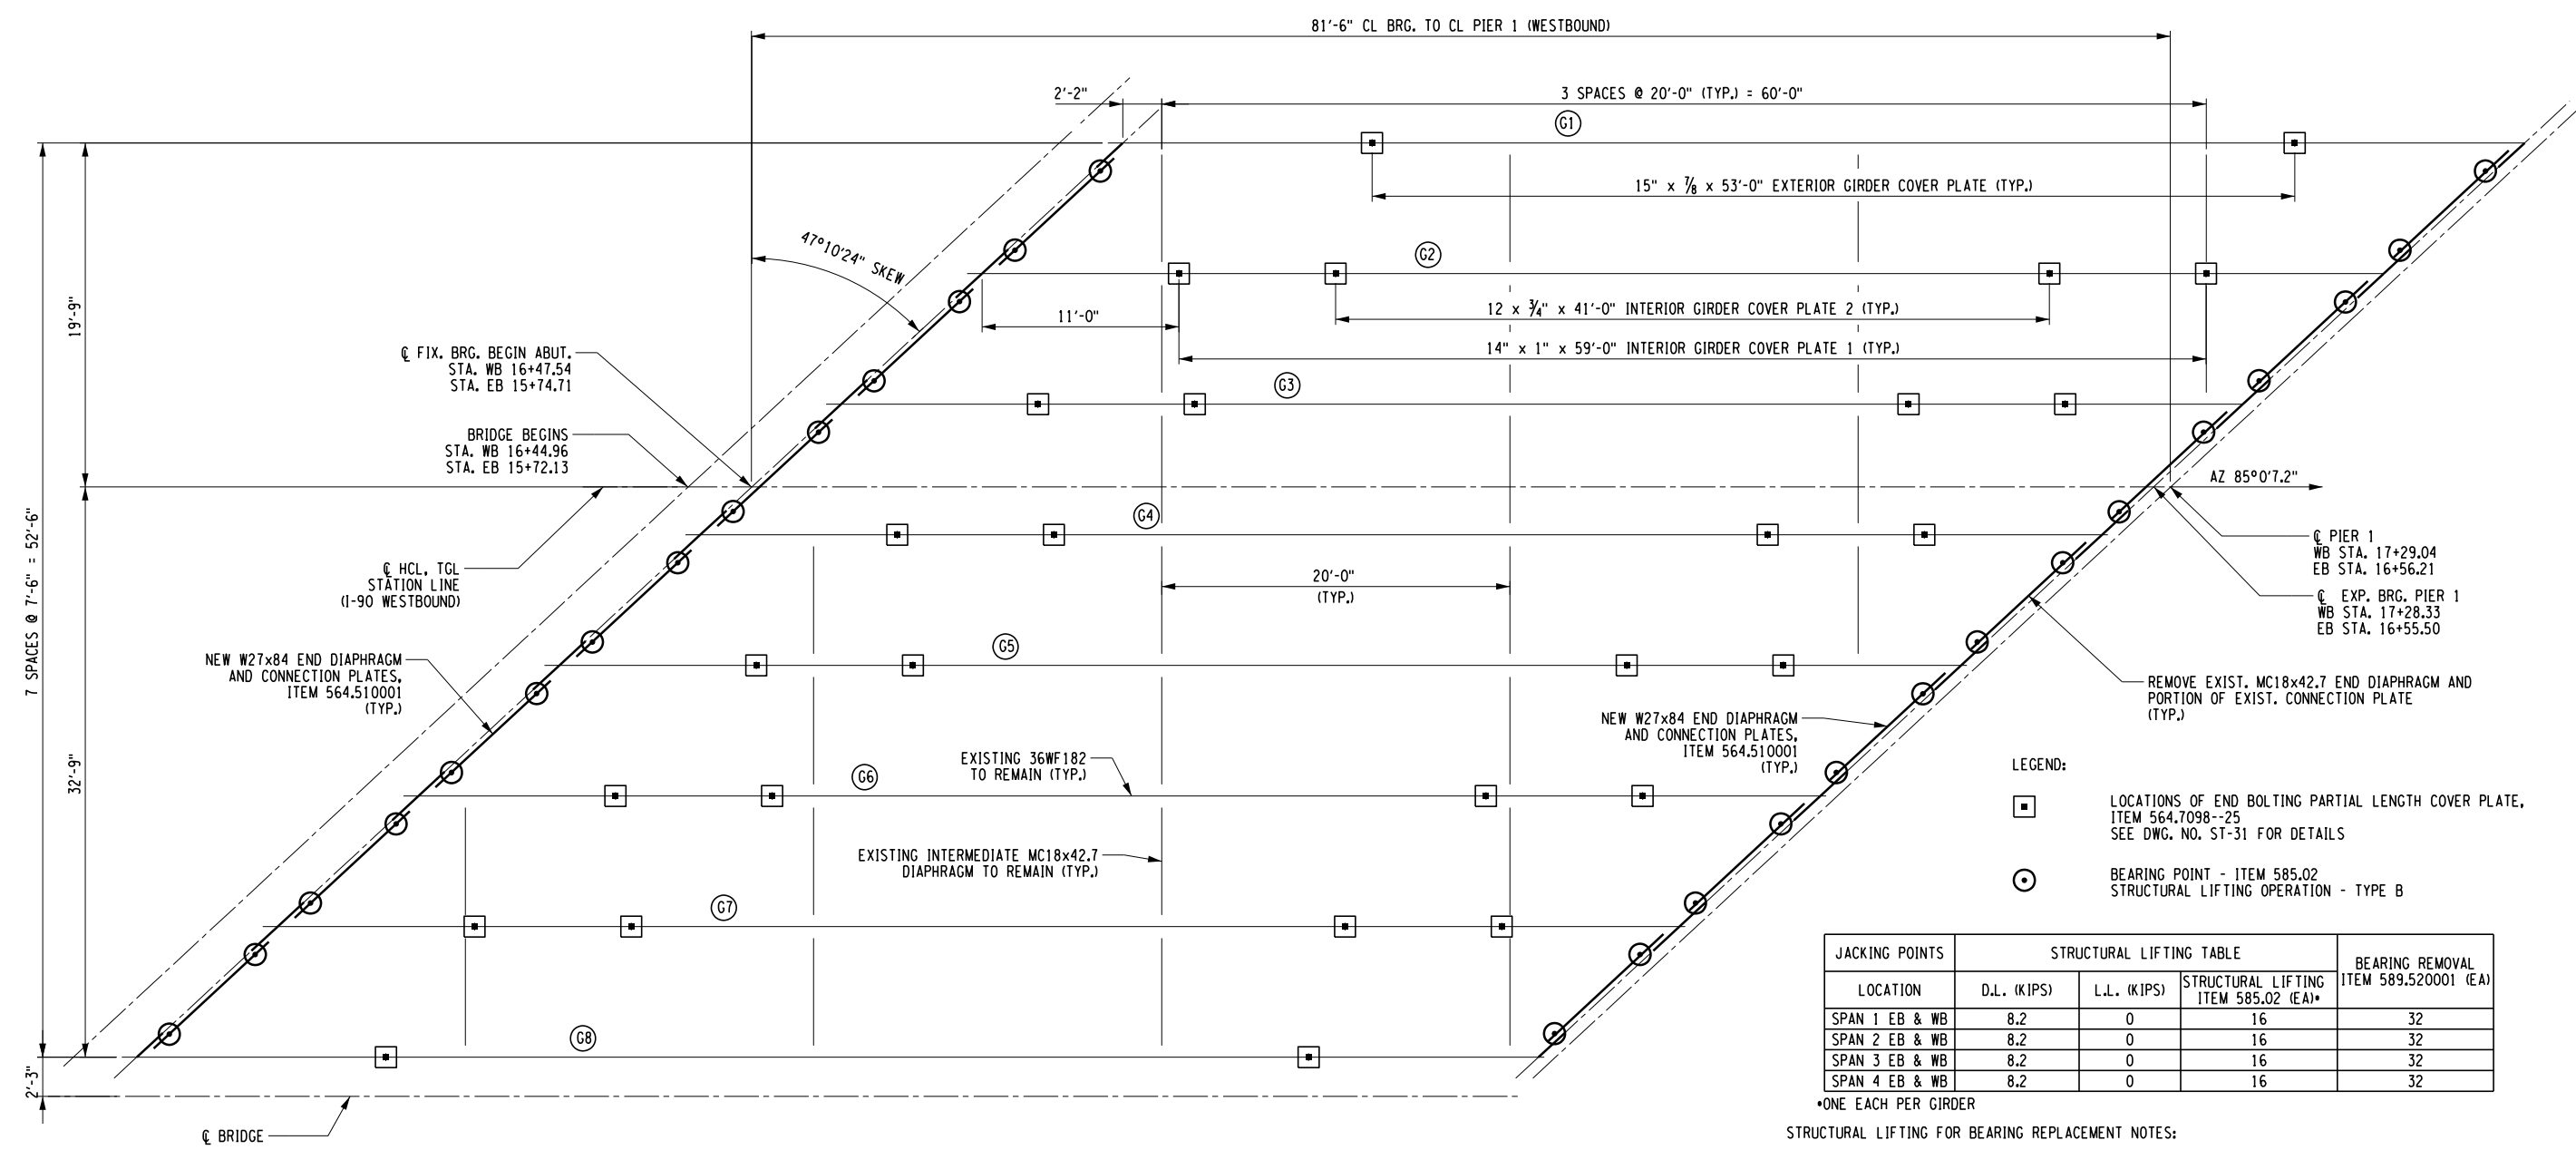 81'-6" CL BRG. TO CL PIER 1 (WESTBOUND)
2'-2"
3 SPACES @ 20'-0" (TYP.) = 60'-0"
G1
15" x ⅞ x 53'-0" EXTERIOR GIRDER COVER PLATE (TYP.)
47°10'24" SKEW
G2
12 x ¾" x 41'-0" INTERIOR GIRDER COVER PLATE 2 (TYP.)
11'-0"
14" x 1" x 59'-0" INTERIOR GIRDER COVER PLATE 1 (TYP.)
19'-9"
℄ FIX. BRG. BEGIN ABUT.
STA. WB 16+47.54
STA. EB 15+74.71
G3
BRIDGE BEGINS
STA. WB 16+44.96
STA. EB 15+72.13
AZ 85°0'7.2"
G4
7 SPACES @ 7'-6" = 52'-6"
℄ PIER 1
WB STA. 17+29.04
EB STA. 16+56.21
℄ HCL, TGL
STATION LINE
(I-90 WESTBOUND)
20'-0"
(TYP.)
℄ EXP. BRG. PIER 1
WB STA. 17+28.33
EB STA. 16+55.50
G5
NEW W27x84 END DIAPHRAGM
AND CONNECTION PLATES,
ITEM 564.510001
(TYP.)
REMOVE EXIST. MC18x42.7 END DIAPHRAGM AND
PORTION OF EXIST. CONNECTION PLATE
(TYP.)
NEW W27x84 END DIAPHRAGM
AND CONNECTION PLATES,
ITEM 564.510001
(TYP.)
32'-9"
EXISTING 36WF182
TO REMAIN (TYP.)
G6
LEGEND:
LOCATIONS OF END BOLTING PARTIAL LENGTH COVER PLATE,
ITEM 564.7098--25
SEE DWG. NO. ST-31 FOR DETAILS
EXISTING INTERMEDIATE MC18x42.7
DIAPHRAGM TO REMAIN (TYP.)
BEARING POINT - ITEM 585.02
STRUCTURAL LIFTING OPERATION - TYPE B
G7
JACKING POINTS STRUCTURAL LIFTING TABLE BEARING REMOVAL
ITEM 589.520001 (EA)
LOCATION D.L. (KIPS) L.L. (KIPS) STRUCTURAL LIFTING
ITEM 585.02 (EA)*
SPAN 1 EB & WB 8.2 0 16 32
SPAN 2 EB & WB 8.2 0 16 32
SPAN 3 EB & WB 8.2 0 16 32
SPAN 4 EB & WB 8.2 0 16 32
*ONE EACH PER GIRDER
G8
2'-3"
℄ BRIDGE
STRUCTURAL LIFTING FOR BEARING REPLACEMENT NOTES: